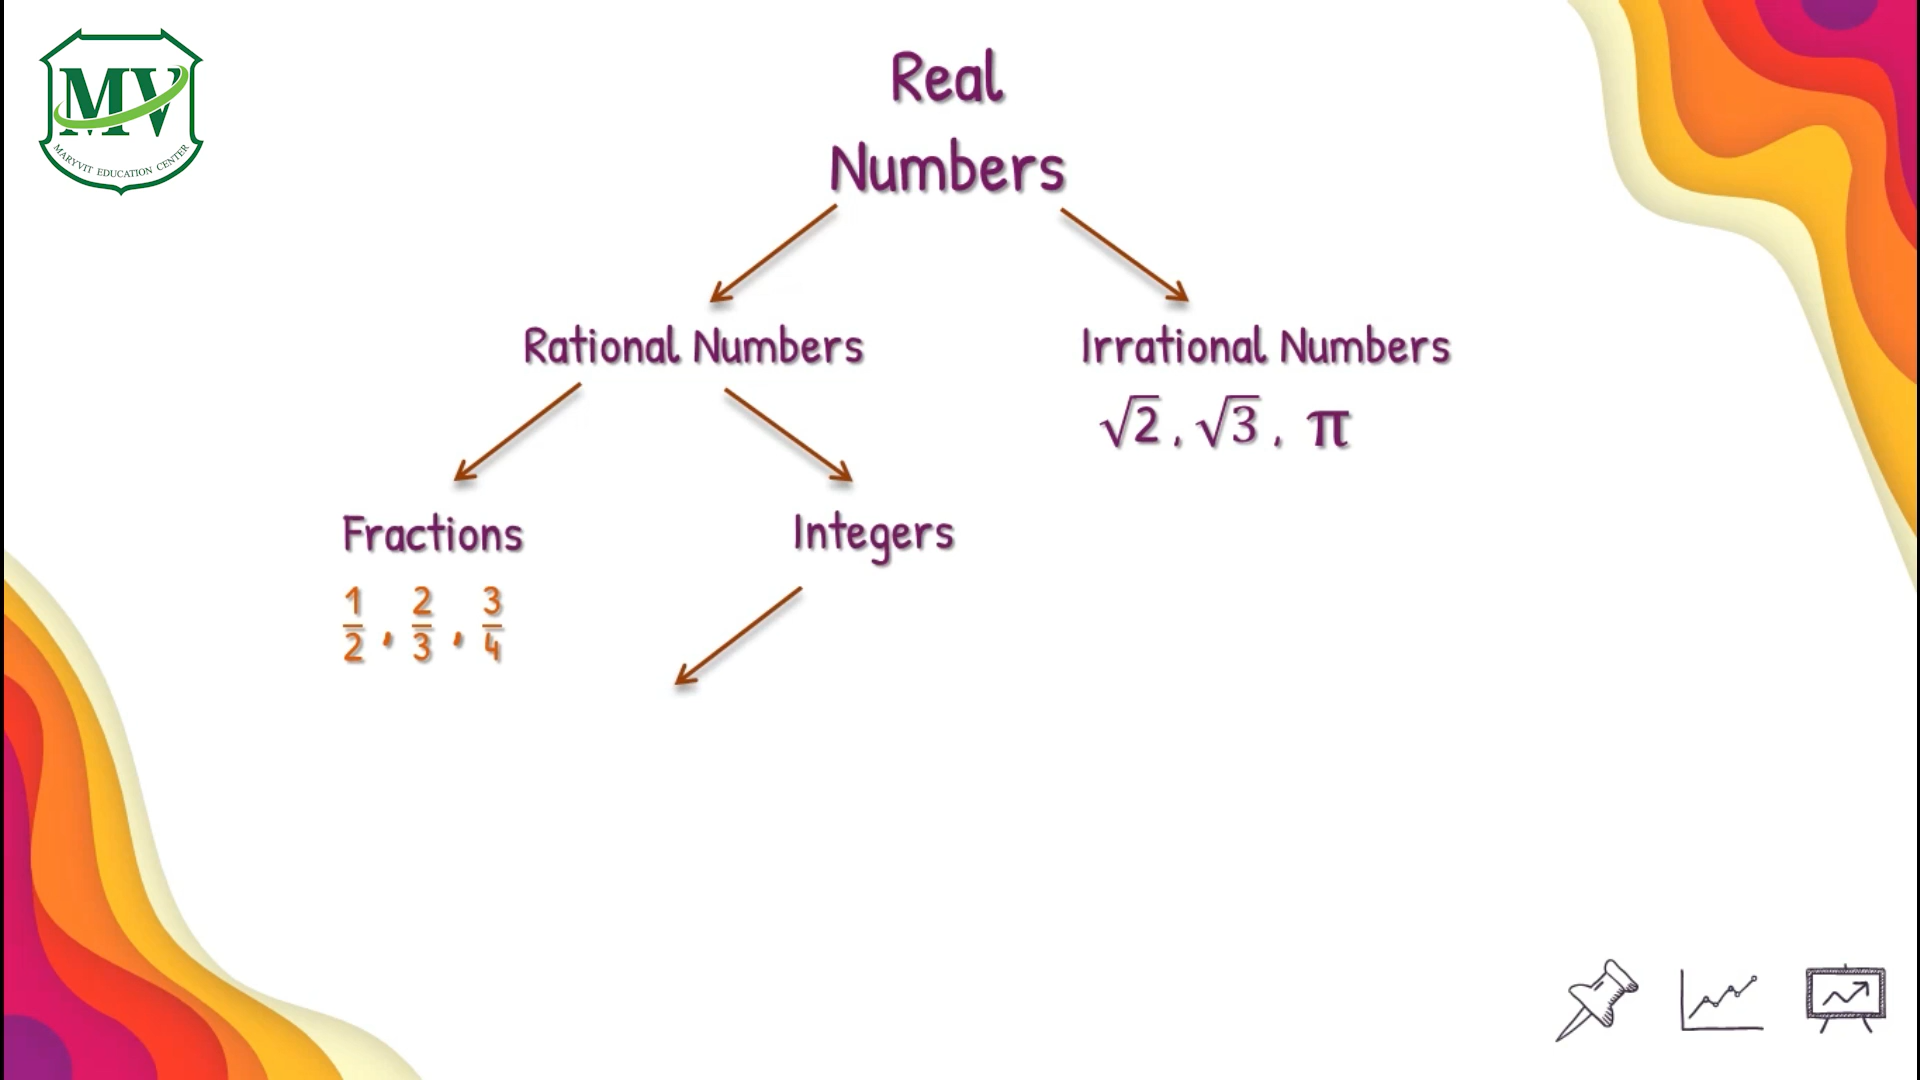 MV
MARYVIT EDUCATION CENTER
Real
Numbers
Rational Numbers
Irrational Numbers
√2 , √3 , π
Fractions
Integers
1/2 , 2/3 , 3/4